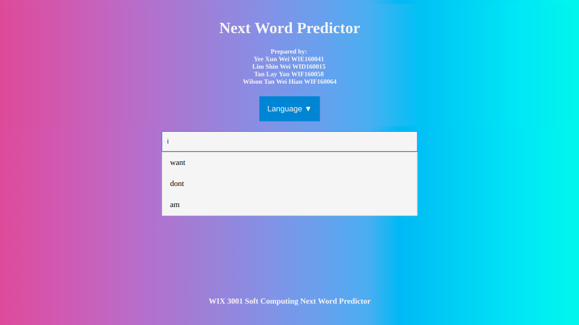 Next Word Predictor
Prepared by:
Yee Xun Wei WIE160041
Lim Shin Wei WID160015
Tan Lay Yan WIF160058
Wilson Tan Wei Hian WIF160064
Language ▼
i
want
dont
am
WIX 3001 Soft Computing Next Word Predictor